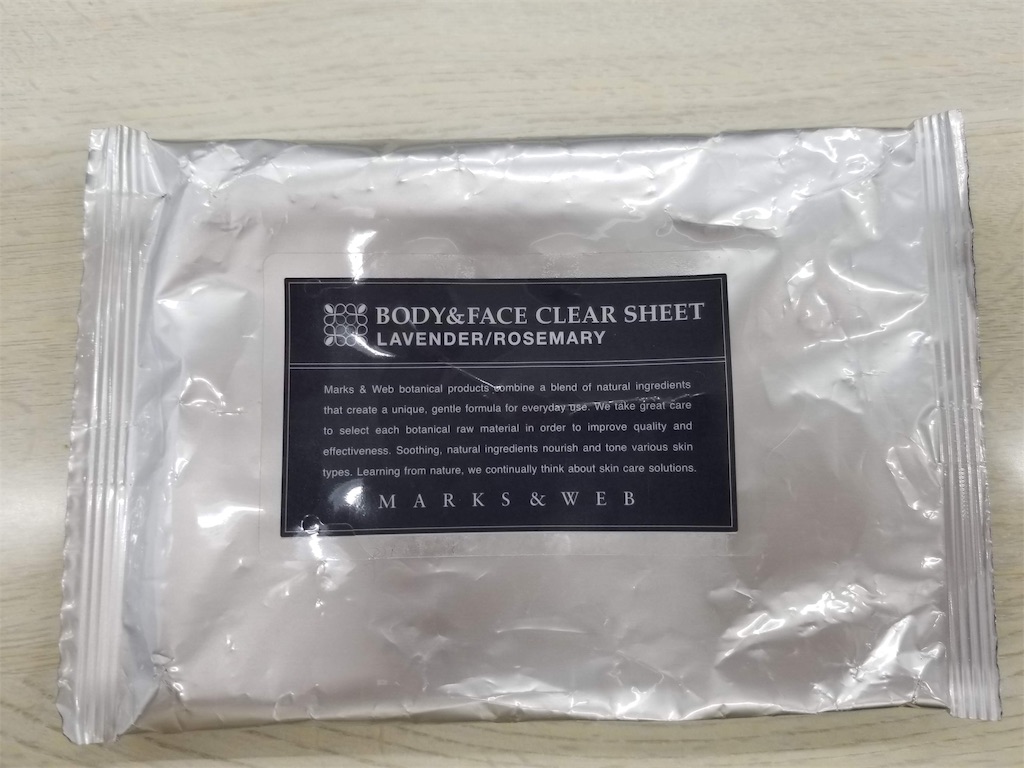 BODY&FACE CLEAR SHEET
LAVENDER/ROSEMARY
Marks & Web botanical products combine a blend of natural ingredients
that create a unique, gentle formula for everyday use. We take great care
to select each botanical raw material in order to improve quality and
effectiveness. Soothing, natural ingredients nourish and tone various skin
types. Learning from nature, we continually think about skin care solutions.
MARKS&WEB